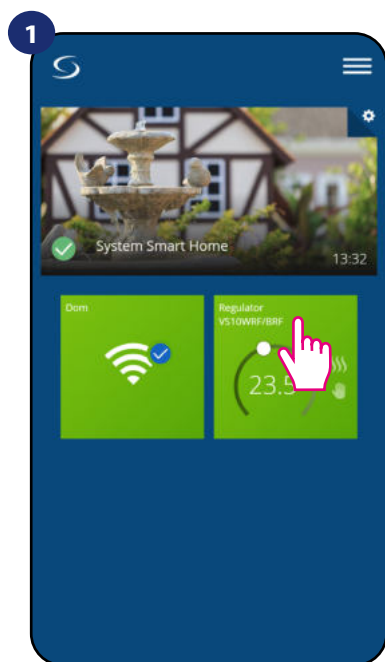 1
System Smart Home
13:32
Dom
Regulator
VS10WRF/BRF
23.5